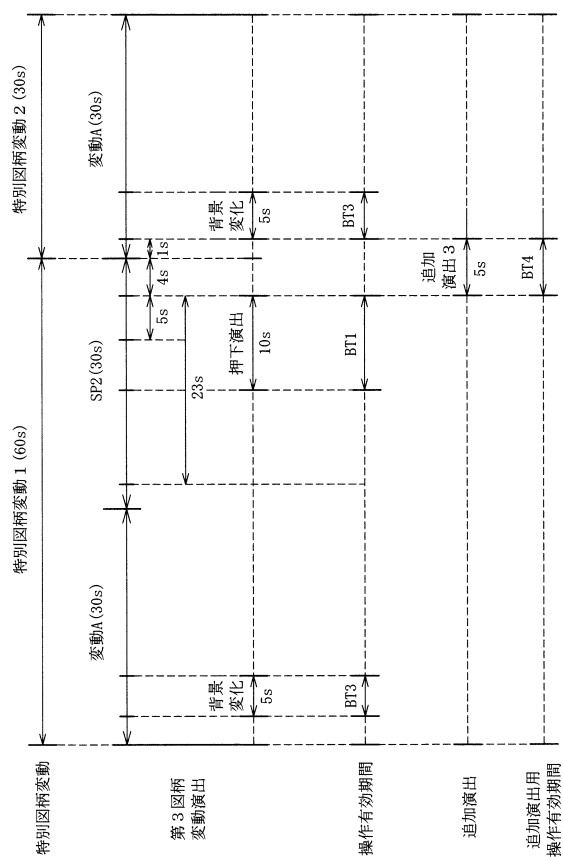 特別図柄変動
特別図柄変動1(60s)
特別図柄変動2(30s)
第3図柄
変動演出
変動A(30s)
SP2(30s)
変動A(30s)
5s
4s
1s
23s
背景
変化
5s
押下演出
10s
背景
変化
5s
操作有効期間
BT3
BT1
BT3
追加演出
追加
演出3
5s
追加演出用
操作有効期間
BT4